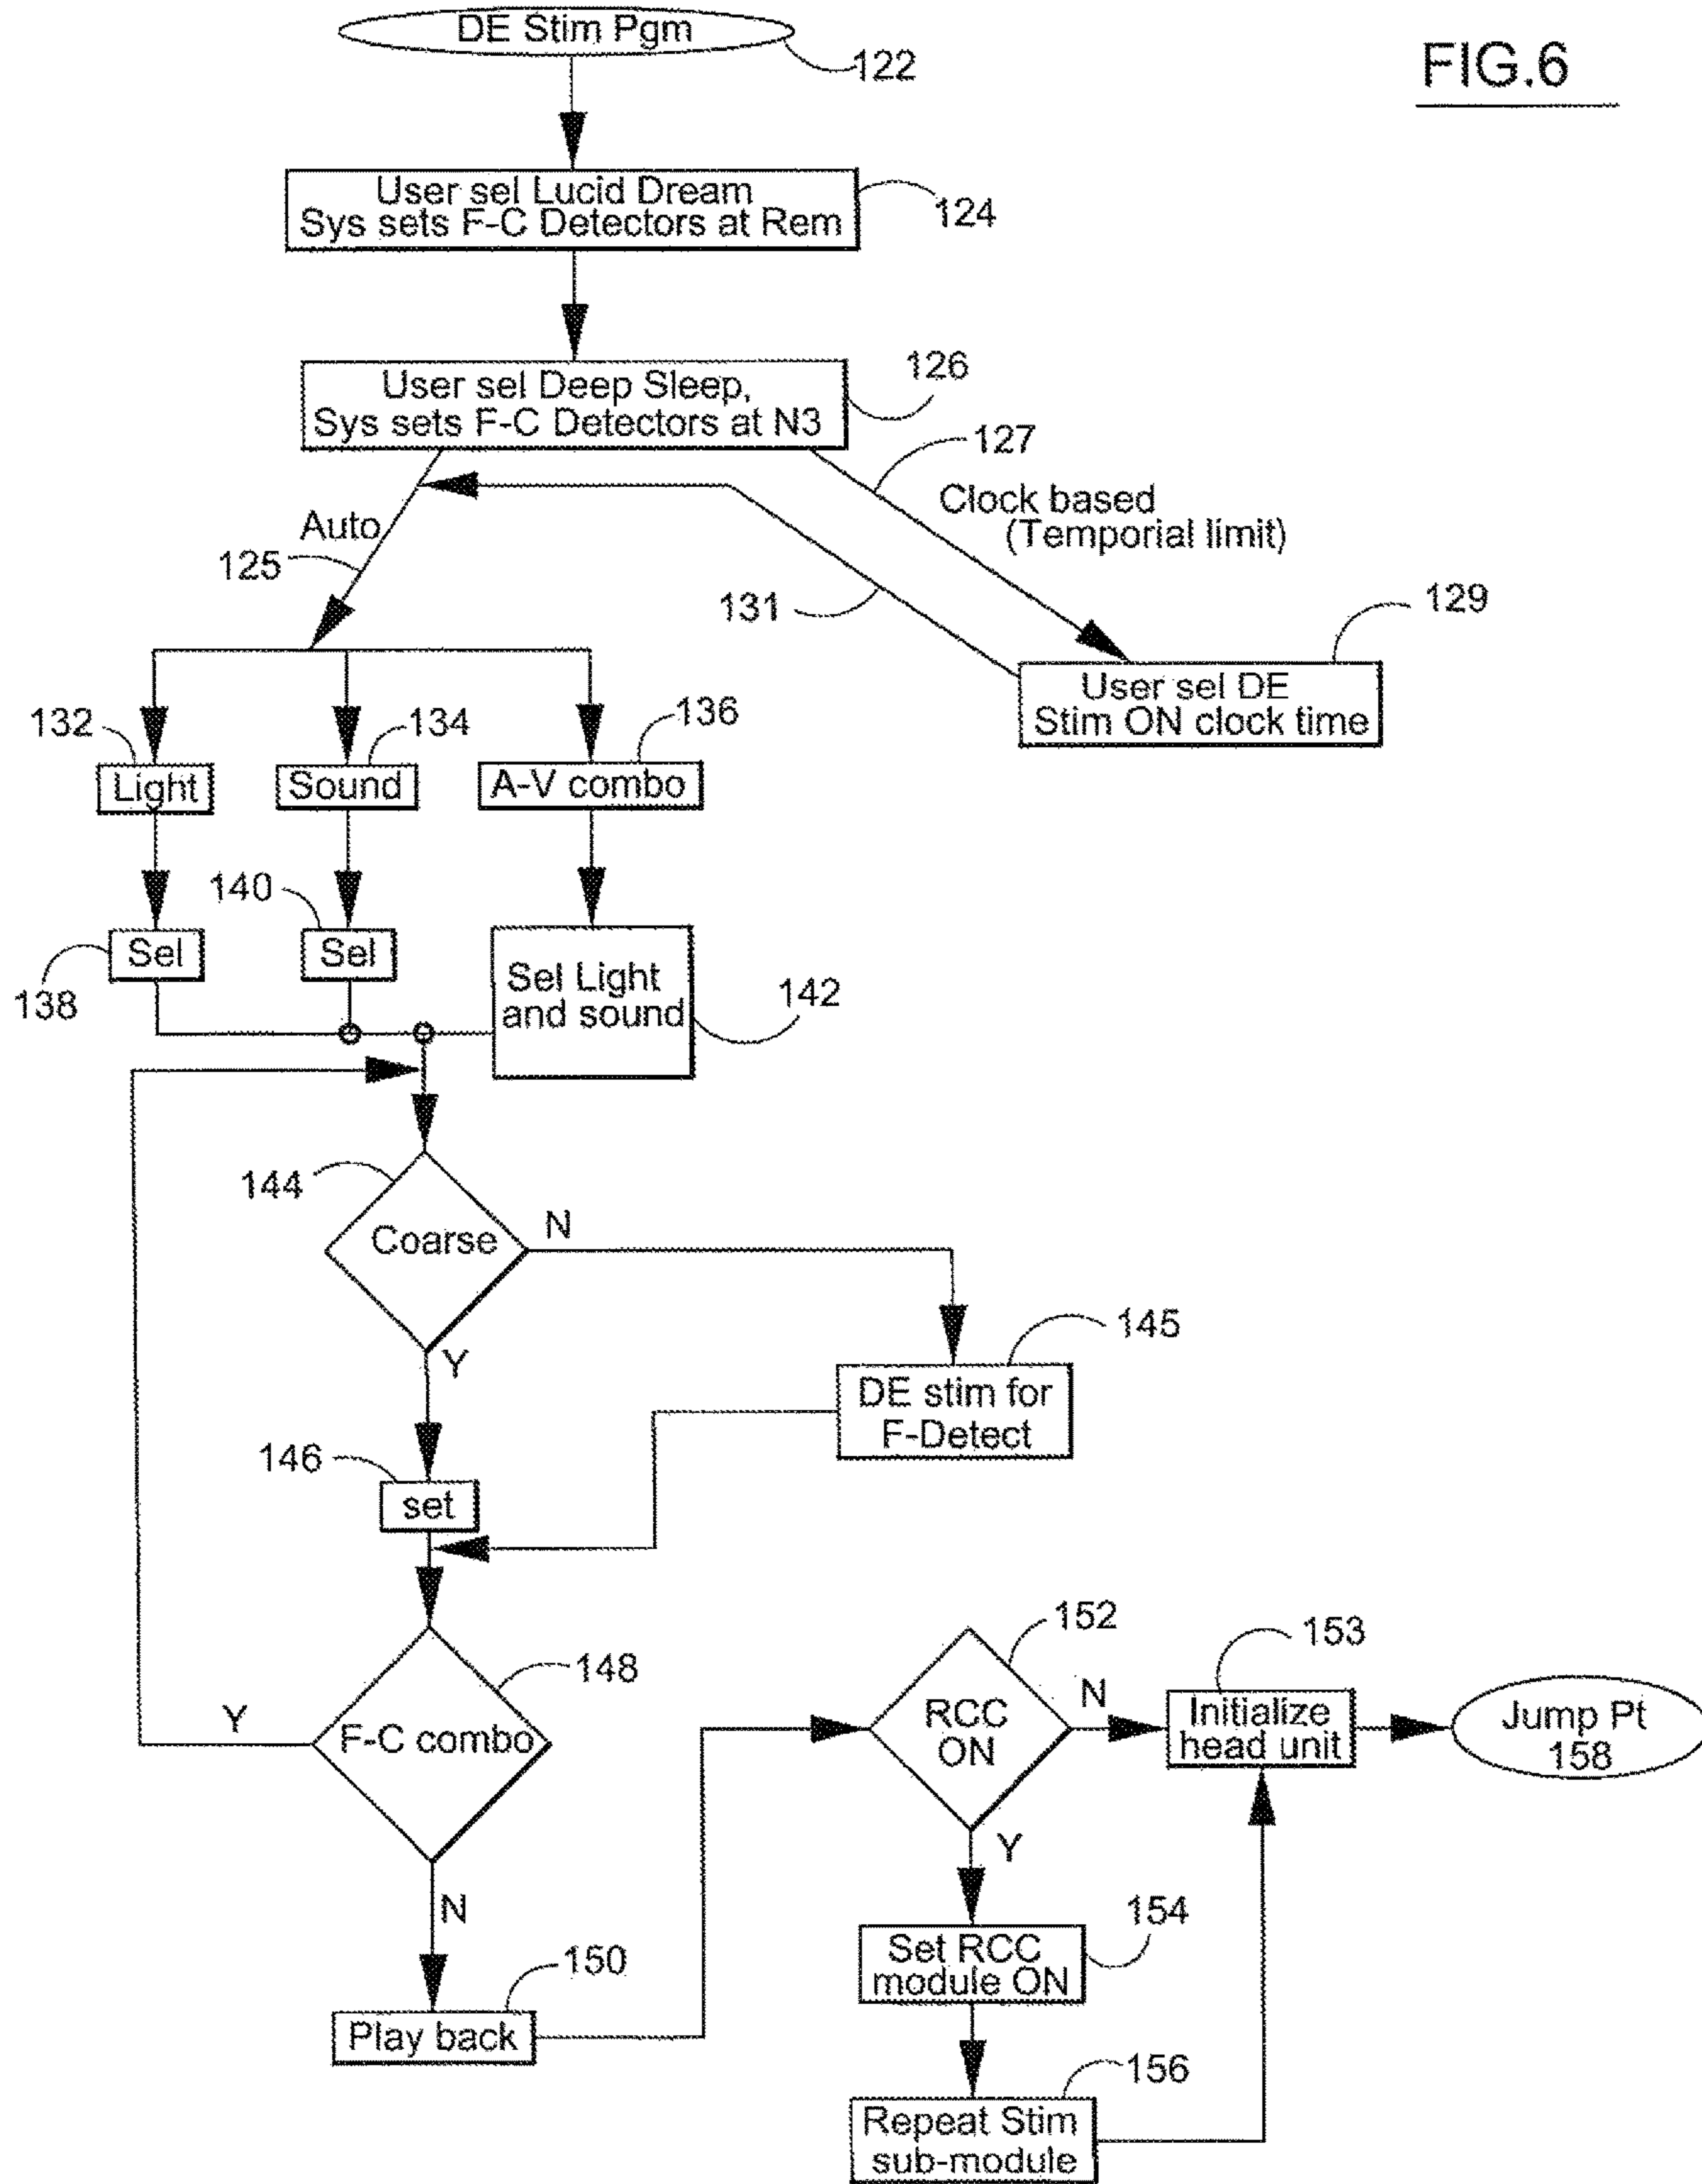 DE Stim Pgm
122
FIG.6
User sel Lucid Dream
Sys sets F-C Detectors at Rem
124
User sel Deep Sleep,
Sys sets F-C Detectors at N3
126
127
Clock based
(Temporial limit)
Auto
125
131
129
User sel DE
Stim ON clock time
132
134
136
Light
Sound
A-V combo
138
Sel
140
Sel
Sel Light
and sound
142
144
Coarse
N
Y
145
DE stim for
F-Detect
146
set
148
F-C combo
Y
N
150
Play back
152
RCC
ON
N
Y
153
Initialize
head unit
Jump Pt
158
154
Set RCC
module ON
156
Repeat Stim
sub-module